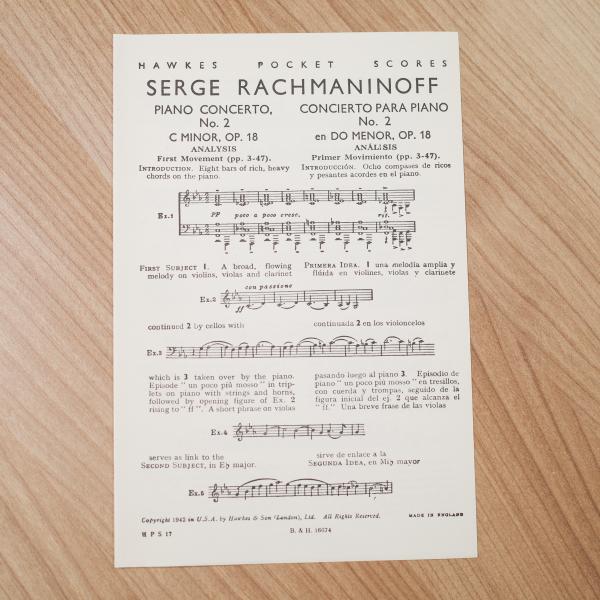 HAWKES POCKET SCORES
SERGE RACHMANINOFF
PIANO CONCERTO,
No. 2
C MINOR, OP. 18
ANALYSIS
First Movement (pp. 3-47).
INTRODUCTION. Eight bars of rich, heavy
chords on the piano.
CONCIERTO PARA PIANO
No. 2
en DO MENOR, OP. 18
ANÁLISIS
Primer Movimiento (pp. 3-47).
INTRODUCCIÓN. Ocho compases de ricos
y pesantes acordes en el piano.
Ex.1
pp poco a poco cresc. rit.
FIRST SUBJECT 1. A broad, flowing
melody on violins, violas and clarinet
PRIMERA IDEA. 1 una melodia amplia y
flúida en violines, violas y clarinete
con passione
Ex.2
ff
continued 2 by cellos with
continuada 2 en los violoncelos
Ex.3
which is 3 taken over by the piano.
Episode " un poco più mosso " in trip-
lets on piano with strings and horns,
followed by opening figure of Ex. 2
rising to " ff ". A short phrase on violas
pasando luego al piano 3. Episodio de
piano " un poco più mosso " en tresillos,
con cuerda y trompas, seguido de la
figura inicial del ej. 2 que alcanza el
" ff." Una breve frase de las violas
Ex.4
serves as link to the
SECOND SUBJECT, in E♭ major.
sirve de enlace a la
SEGUNDA IDEA, en Mi♭ mayor
Ex.5
Copyright 1942 in U.S.A. by Hawkes & Son (London), Ltd. All Rights Reserved.
MADE IN ENGLAND
H P S 17
B. & H. 16674